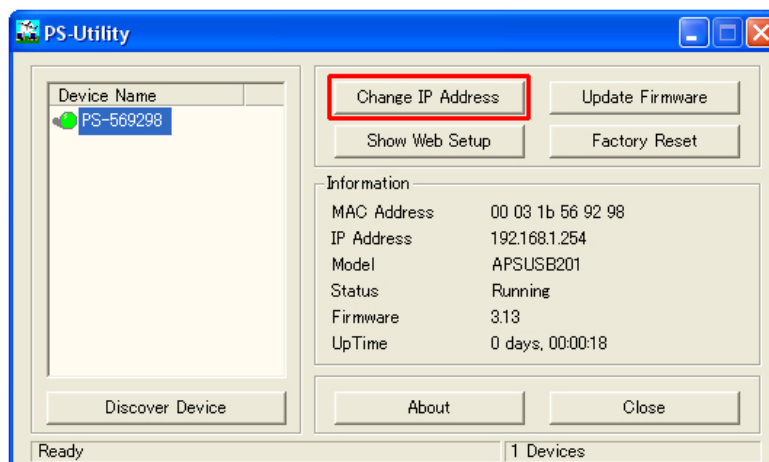 PS-Utility
Device Name
PS-569298
Discover Device
Change IP Address
Update Firmware
Show Web Setup
Factory Reset
Information
MAC Address 00 03 1b 56 92 98
IP Address 192.168.1.254
Model APSUSB201
Status Running
Firmware 3.13
UpTime 0 days, 00:00:18
About
Close
Ready
1 Devices